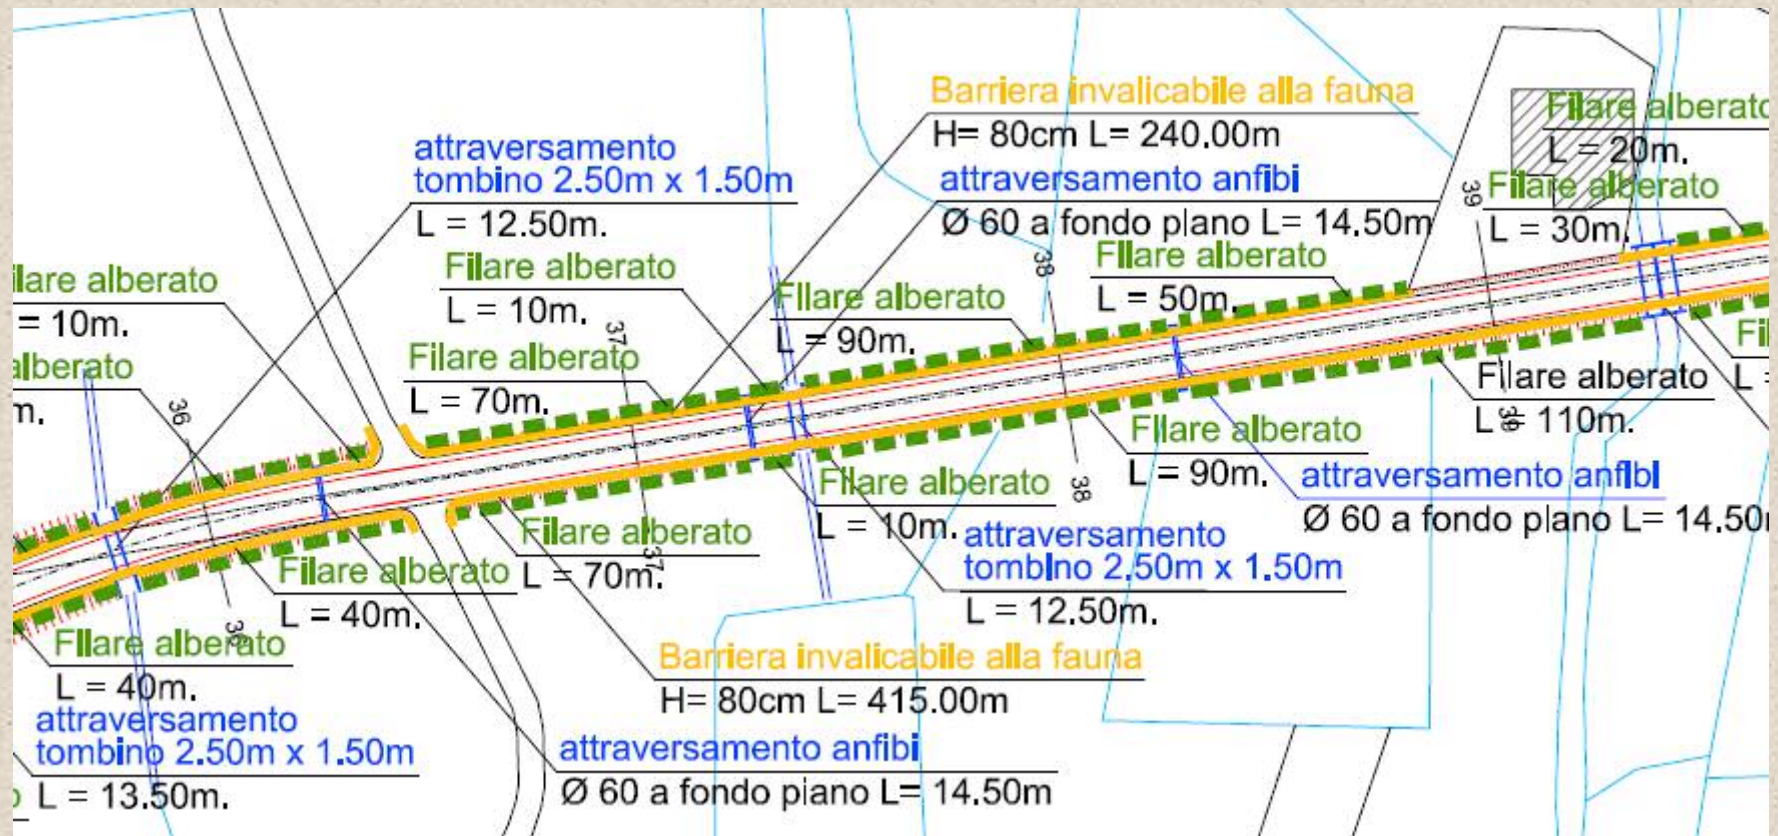 Barriera invalicabile alla fauna
H= 80cm L= 240.00m
Filare alberato
L = 20m.
attraversamento
tombino 2.50m x 1.50m
L = 12.50m.
attraversamento anfibi
Ø 60 a fondo piano L= 14.50m
39
Filare alberato
L = 30m.
Filare alberato
L = 10m.
38
Filare alberato
L = 50m.
ilare alberato
= 10m.
Filare alberato
L = 90m.
37
Filare alberato
L = 70m.
alberato
m.
36
Fil
L =
Filare alberato
L = 110m.
39
Filare alberato
L = 90m.
38
Filare alberato
L = 10m.
attraversamento anfibi
Ø 60 a fondo piano L= 14.50
Filare alberato
L = 70m.
37
attraversamento
tombino 2.50m x 1.50m
L = 12.50m.
Filare alberato
L = 40m.
36
Filare alberato
L = 40m.
Barriera invalicabile alla fauna
H= 80cm L= 415.00m
attraversamento
tombino 2.50m x 1.50m
L = 13.50m.
attraversamento anfibi
Ø 60 a fondo piano L= 14.50m